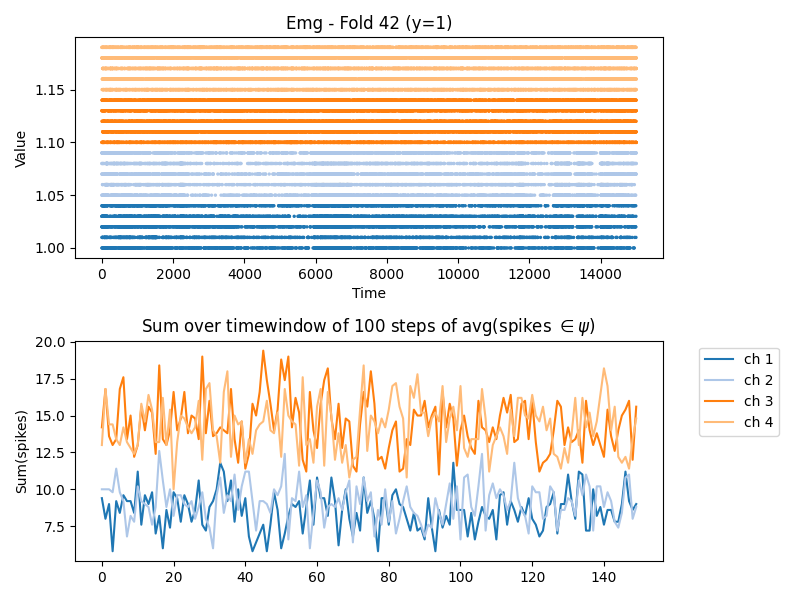 Emg - Fold 42 (y=1)
Value
1.15
1.10
1.05
1.00
0 2000 4000 6000 8000 10000 12000 14000
Time
Sum over timewindow of 100 steps of avg(spikes ∈ ψ)
Sum(spikes)
20.0
17.5
15.0
12.5
10.0
7.5
0 20 40 60 80 100 120 140
ch 1
ch 2
ch 3
ch 4